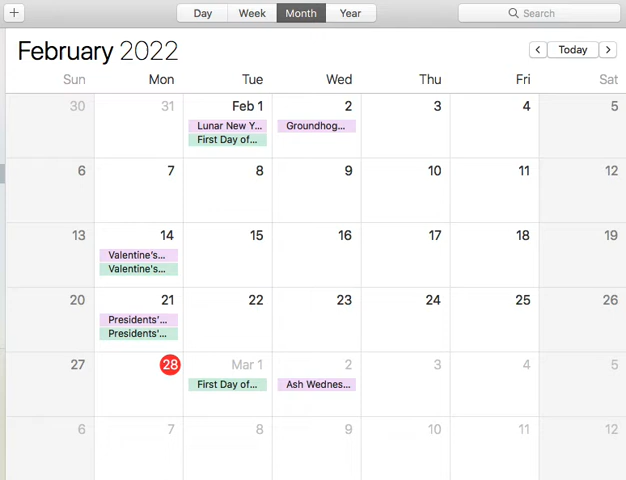 +
Day Week Month Year
Search
February 2022
< Today >
Sun Mon Tue Wed Thu Fri Sat
30 31 Feb 1 2 3 4 5
Lunar New Y... Groundhog...
First Day of...
6 7 8 9 10 11 12
13 14 15 16 17 18 19
Valentine's...
Valentine's...
20 21 22 23 24 25 26
Presidents'...
Presidents'...
27 28 Mar 1 2 3 4 5
First Day of... Ash Wednes...
6 7 8 9 10 11 12